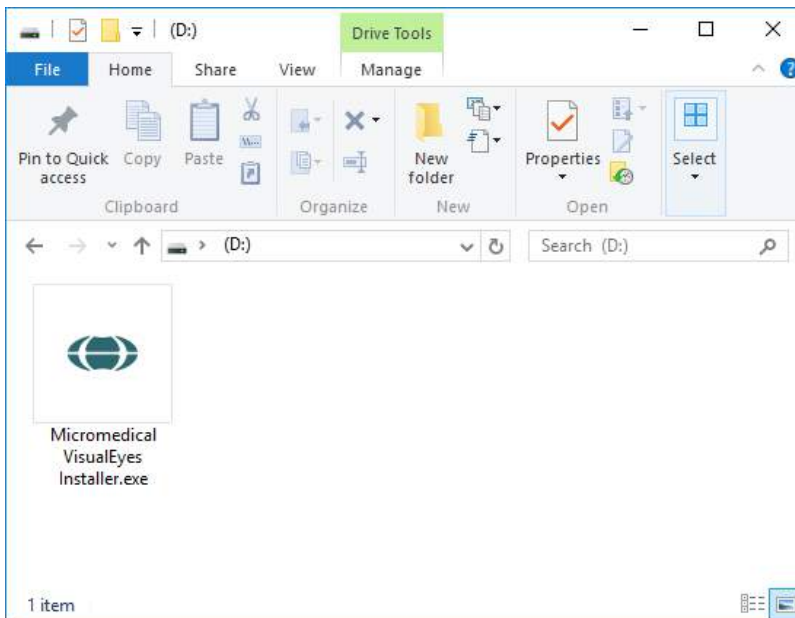 (D:)
Drive Tools
File
Home
Share
View
Manage
?
Pin to Quick access
Copy
Paste
New folder
Properties
Select
Clipboard
Organize
New
Open
(D:)
Search (D:)
Micromedical
VisualEyes
Installer.exe
1 item